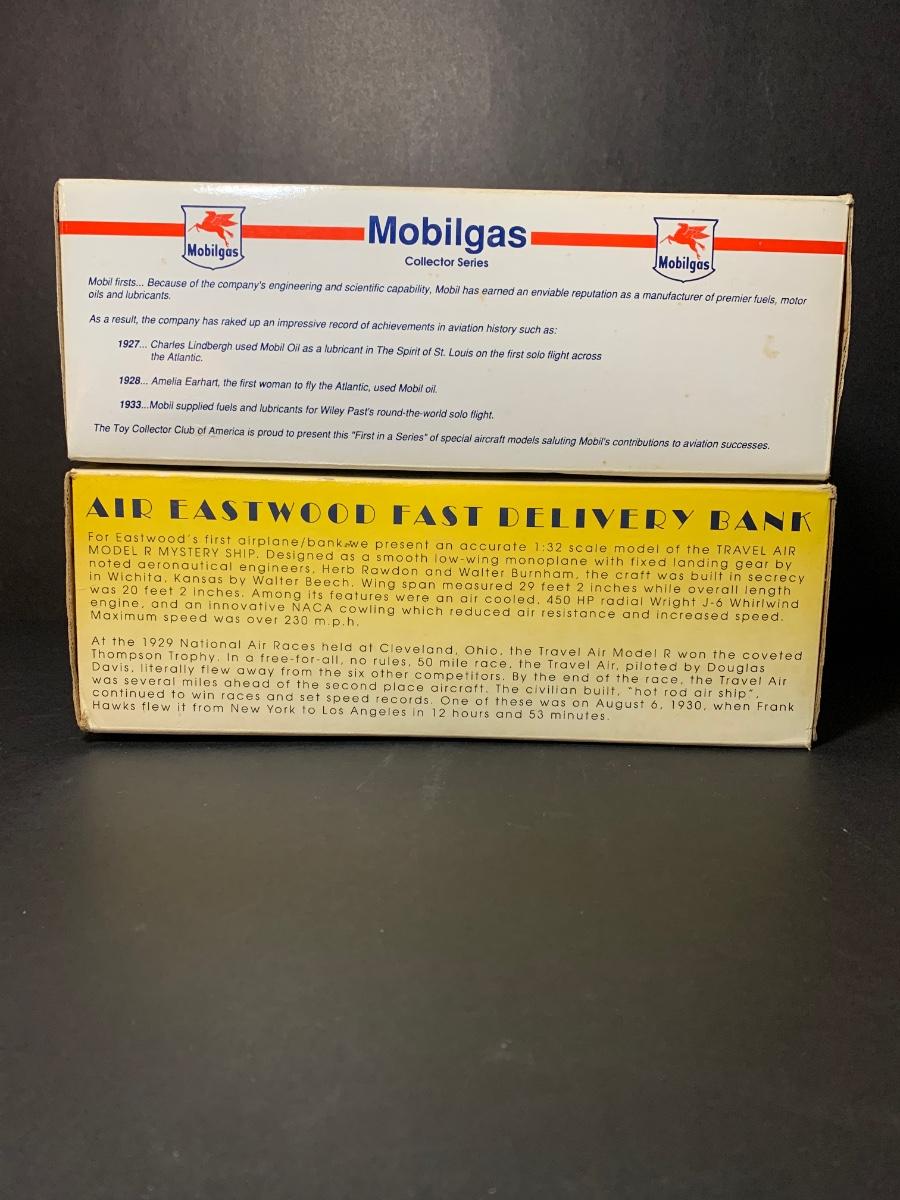 Mobilgas
Mobilgas
Mobilgas
Collector Series
Mobil firsts... Because of the company's engineering and scientific capability, Mobil has earned an enviable reputation as a manufacturer of premier fuels, motor
oils and lubricants.
As a result, the company has raked up an impressive record of achievements in aviation history such as:
1927... Charles Lindbergh used Mobil Oil as a lubricant in The Spirit of St. Louis on the first solo flight across
the Atlantic.
1928... Amelia Earhart, the first woman to fly the Atlantic, used Mobil oil.
1933...Mobil supplied fuels and lubricants for Wiley Past's round-the-world solo flight.
The Toy Collector Club of America is proud to present this "First in a Series" of special aircraft models saluting Mobil's contributions to aviation successes.
AIR EASTWOOD FAST DELIVERY BANK
For Eastwood's first airplane/bank, we present an accurate 1:32 scale model of the TRAVEL AIR
MODEL R MYSTERY SHIP. Designed as a smooth low-wing monoplane with fixed landing gear by
noted aeronautical engineers, Herb Rawdon and Walter Burnham, the craft was built in secrecy
in Wichita, Kansas by Walter Beech. Wing span measured 29 feet 2 inches while overall length
was 20 feet 2 inches. Among its features were an air cooled, 450 HP radial Wright J-6 Whirlwind
engine, and an innovative NACA cowling which reduced air resistance and increased speed.
Maximum speed was over 230 m.p.h.
At the 1929 National Air Races held at Cleveland, Ohio, the Travel Air Model R won the coveted
Thompson Trophy. In a free-for-all, no rules, 50 mile race, the Travel Air, piloted by Douglas
Davis, literally flew away from the six other competitors. By the end of the race, the Travel Air
was several miles ahead of the second place aircraft. The civilian built, "hot rod air ship",
continued to win races and set speed records. One of these was on August 6, 1930, when Frank
Hawks flew it from New York to Los Angeles in 12 hours and 53 minutes.